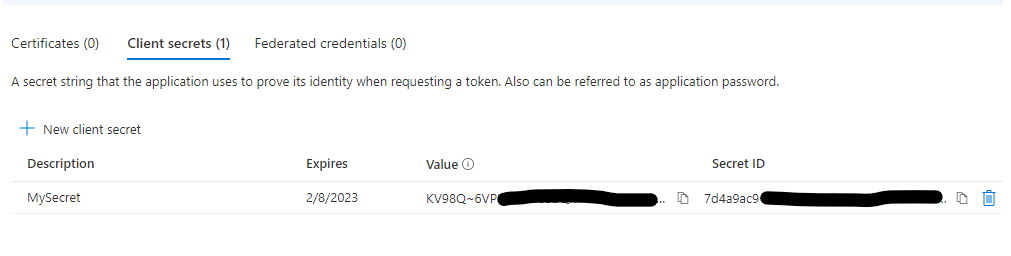 Certificates (0) Client secrets (1) Federated credentials (0)
A secret string that the application uses to prove its identity when requesting a token. Also can be referred to as application password.
New client secret
Description Expires Value Secret ID
MySecret 2/8/2023 KV98Q~6VP ... 7d4a9ac9 ..